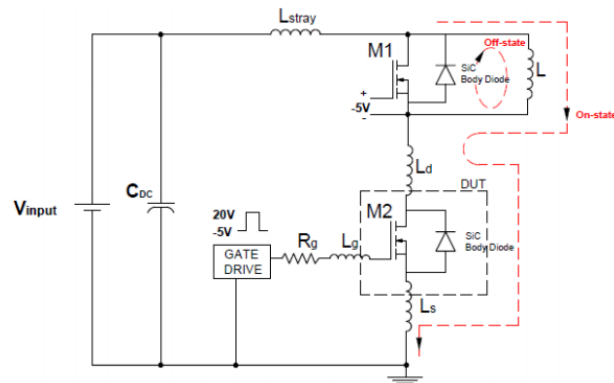 Lstray
M1
Off-state
SiC
Body Diode
L
+
-5V
-
On-state
Ld
DUT
CDC
Vinput
M2
20V
-5V
Rg
Lg
SiC
Body Diode
GATE
DRIVE
Ls